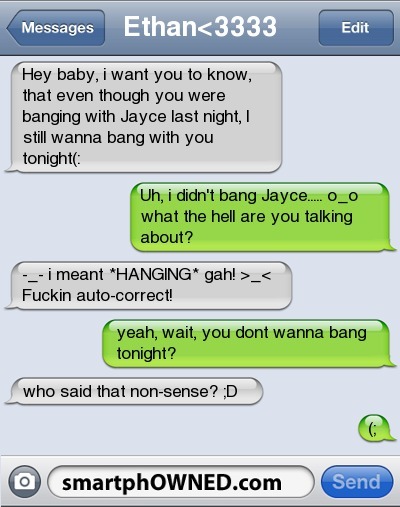 Messages
Ethan<3333
Edit
Hey baby, i want you to know,
that even though you were
banging with Jayce last night, I
still wanna bang with you
tonight(:
Uh, i didn't bang Jayce..... o_o
what the hell are you talking
about?
-_- i meant *HANGING* gah! >_<
Fuckin auto-correct!
yeah, wait, you dont wanna bang
tonight?
who said that non-sense? ;D
(;
smartphOWNED.com
Send